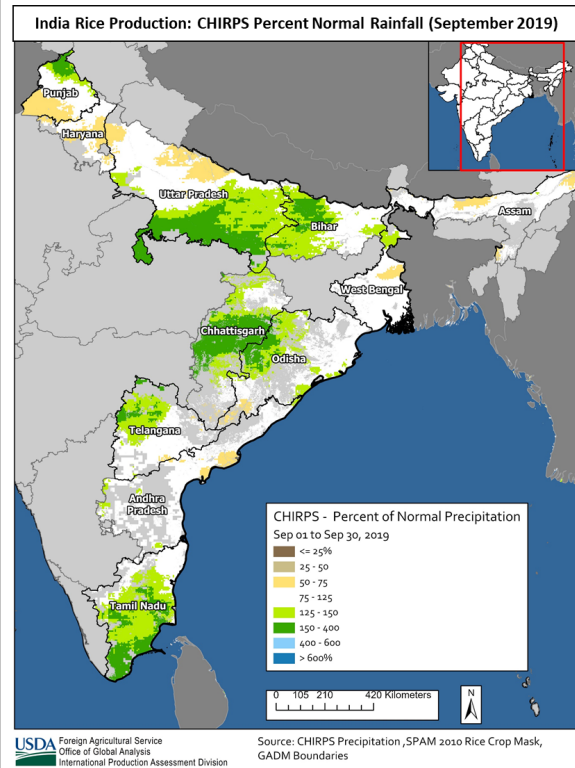 India Rice Production: CHIRPS Percent Normal Rainfall (September 2019)
Punjab
Haryana
Uttar Pradesh
Bihar
Assam
West Bengal
Chhattisgarh
Odisha
Telangana
Andhra
Pradesh
Tamil Nadu
CHIRPS - Percent of Normal Precipitation
Sep 01 to Sep 30, 2019
<= 25%
25 - 50
50 - 75
75 - 125
125 - 150
150 - 400
400 - 600
> 600%
0 105 210 420 Kilometers
N
USDA
Foreign Agricultural Service
Office of Global Analysis
International Production Assessment Division
Source: CHIRPS Precipitation ,SPAM 2010 Rice Crop Mask,
GADM Boundaries